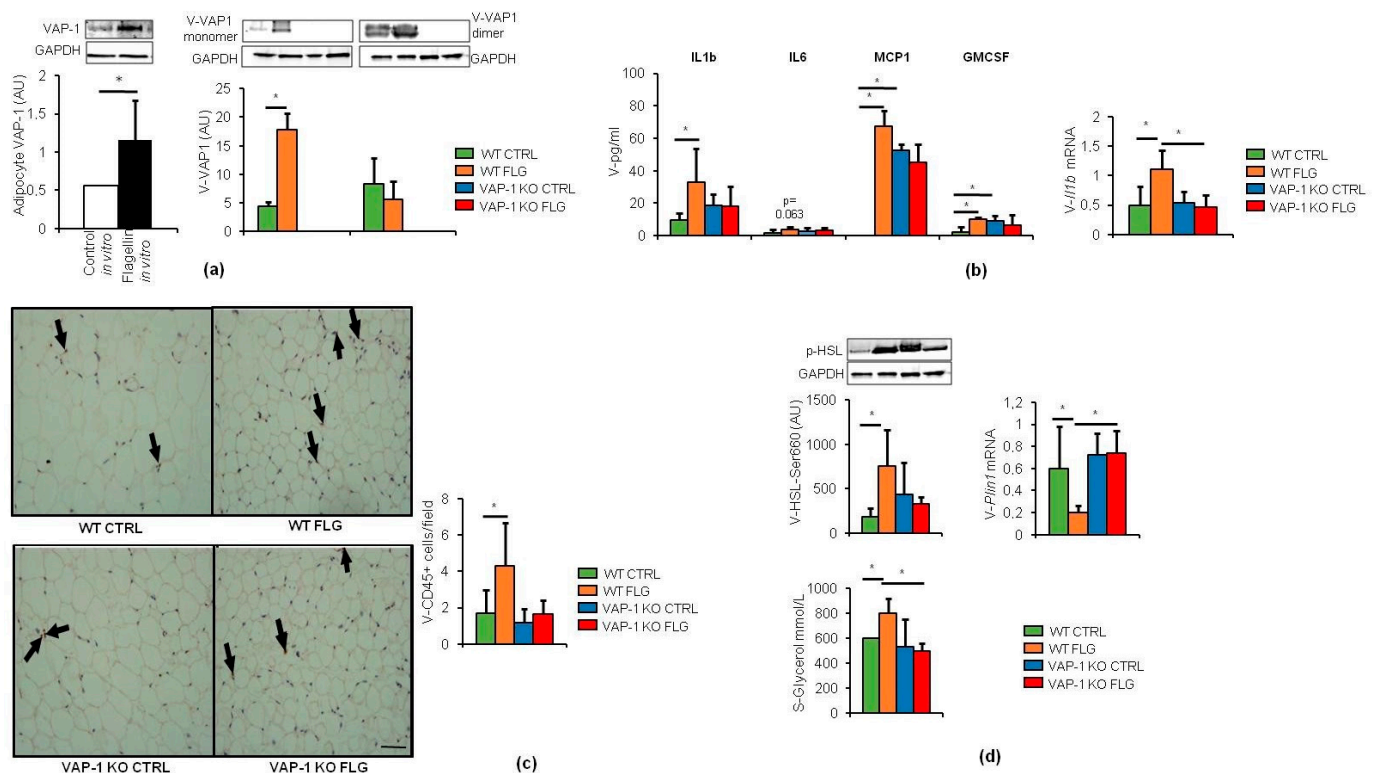 VAP-1
GAPDH
Adipocyte VAP-1 (AU)
2
1.5
1
0.5
0
*
Control
in vitro
Flagellin
in vitro
V-VAP1
monomer
GAPDH
V-VAP1
dimer
GAPDH
V-VAP1 (AU)
25
20
15
10
5
0
*
WT CTRL
WT FLG
VAP-1 KO CTRL
VAP-1 KO FLG
(a)
IL1b
IL6
MCP1
GMCSF
V-pg/ml
100
80
60
40
20
0
*
p=
0.063
*
*
*
*
V-Il1b mRNA
2
1.5
1
0.5
0
*
*
WT CTRL
WT FLG
VAP-1 KO CTRL
VAP-1 KO FLG
(b)
WT CTRL
WT FLG
VAP-1 KO CTRL
VAP-1 KO FLG
V-CD45+ cells/field
8
6
4
2
0
*
WT CTRL
WT FLG
VAP-1 KO CTRL
VAP-1 KO FLG
(c)
p-HSL
GAPDH
V-HSL-Ser660 (AU)
1500
1000
500
0
*
V-Plin1 mRNA
1,2
1
0.8
0.6
0.4
0,2
0
*
*
S-Glycerol mmol/L
1000
800
600
400
200
0
*
*
WT CTRL
WT FLG
VAP-1 KO CTRL
VAP-1 KO FLG
(d)